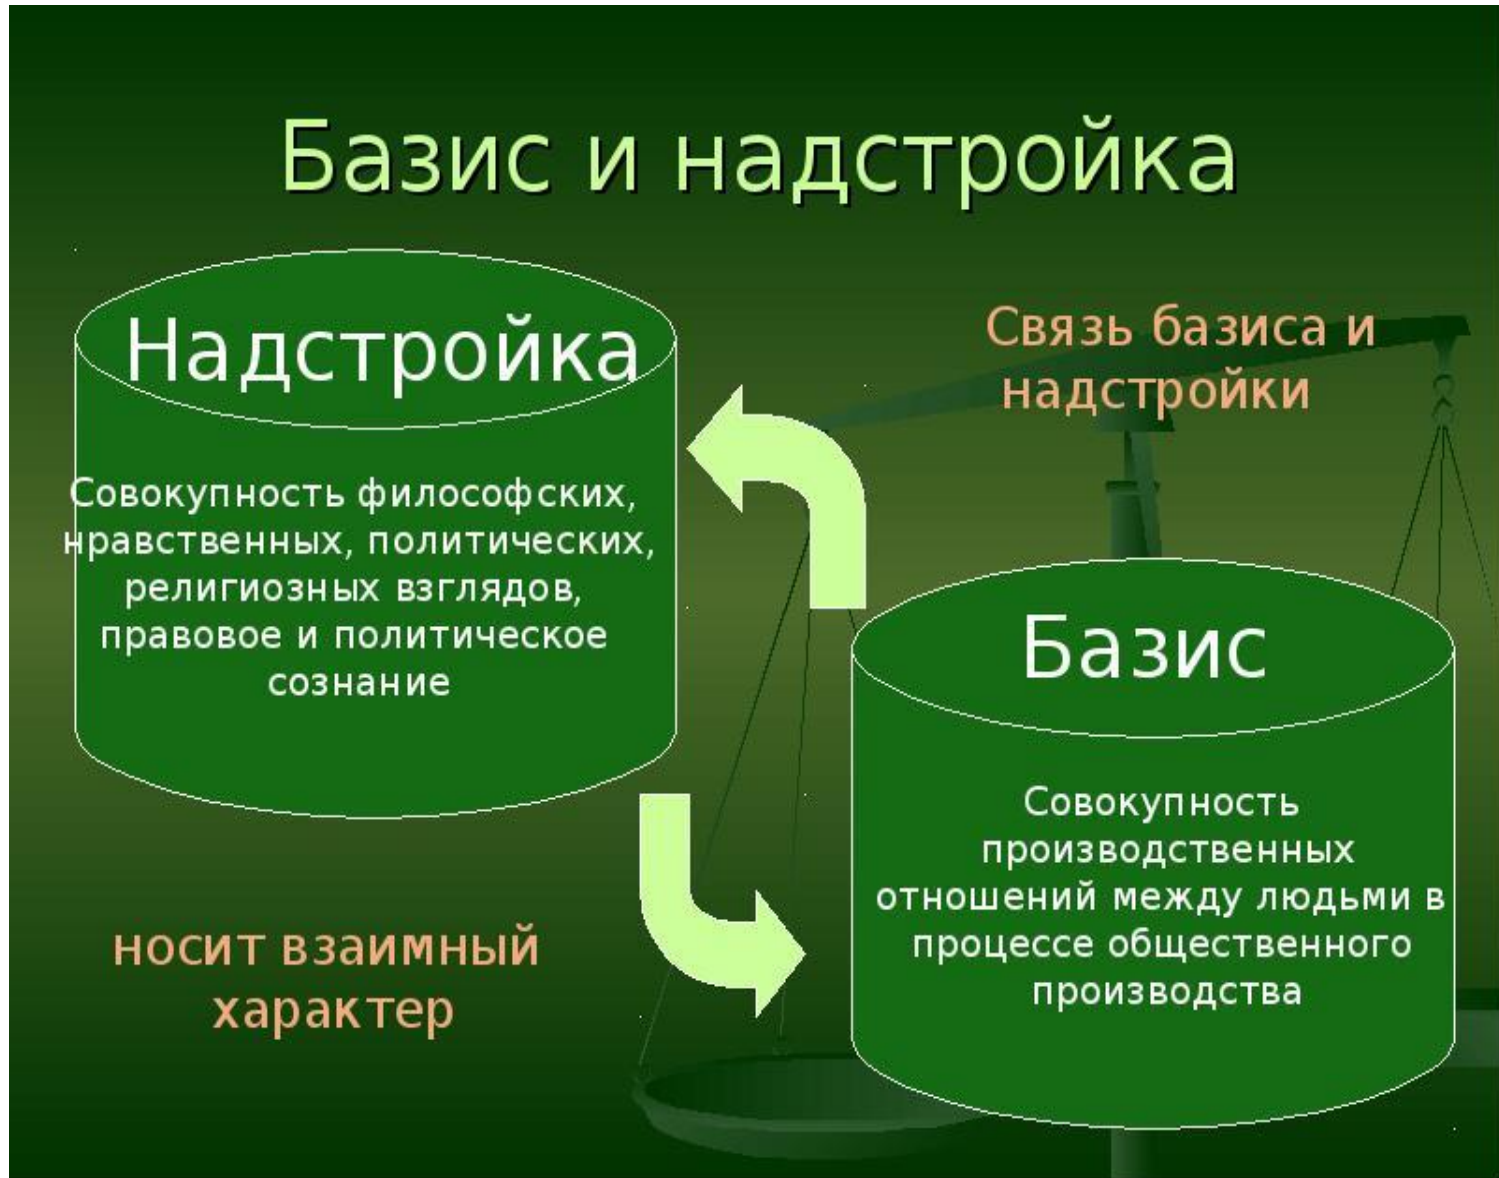 Базис и надстройка
Надстройка
Совокупность философских,
нравственных, политических,
религиозных взглядов,
правовое и политическое
сознание
Связь базиса и
надстройки
носит взаимный
характер
Базис
Совокупность
производственных
отношений между людьми в
процессе общественного
производства